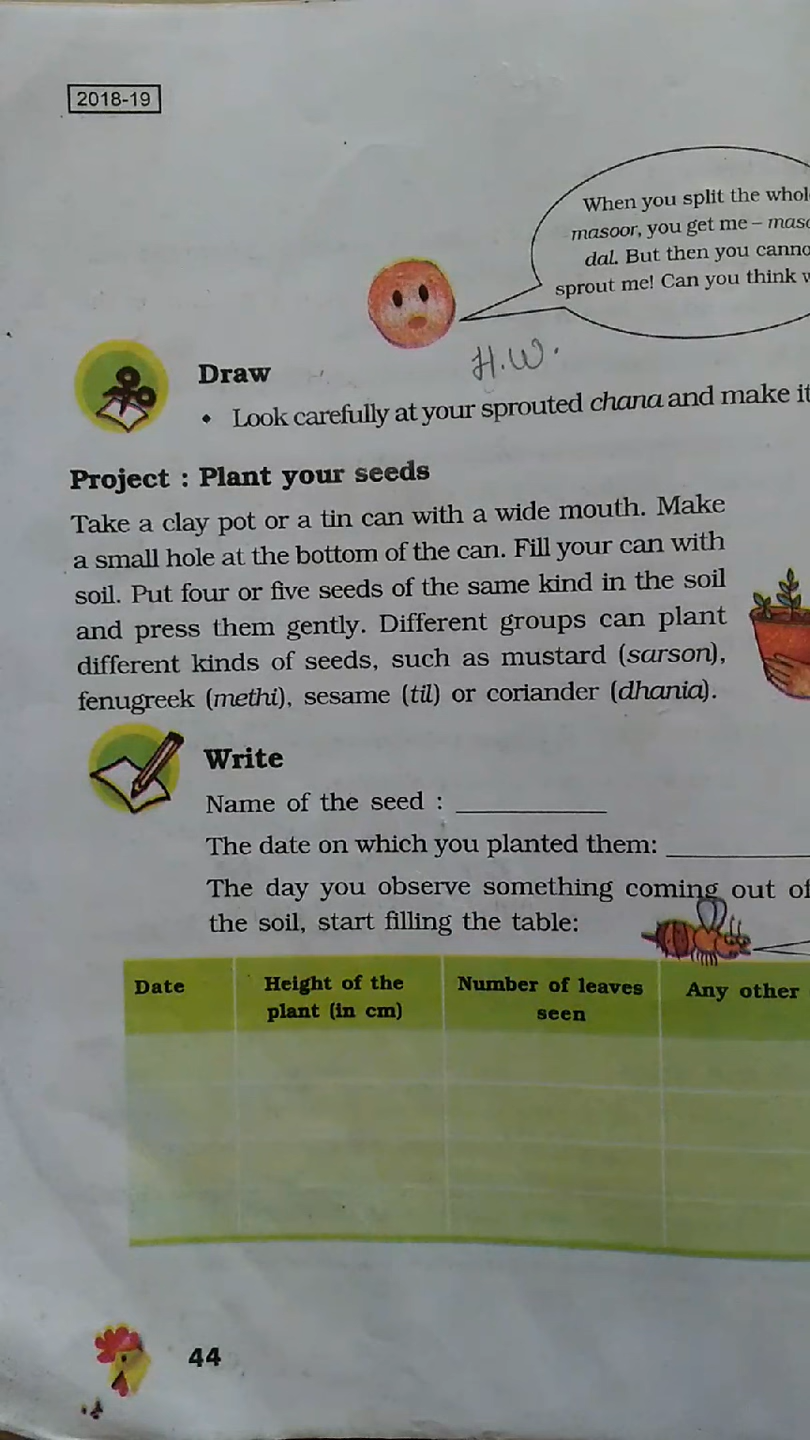 2018-19
When you split the whol
masoor, you get me – mas
dal. But then you canno
sprout me! Can you think
H.W.
Draw
• Look carefully at your sprouted chana and make it
Project : Plant your seeds
Take a clay pot or a tin can with a wide mouth. Make
a small hole at the bottom of the can. Fill your can with
soil. Put four or five seeds of the same kind in the soil
and press them gently. Different groups can plant
different kinds of seeds, such as mustard (sarson),
fenugreek (methi), sesame (til) or coriander (dhania).
Write
Name of the seed :
The date on which you planted them:
The day you observe something coming out of
the soil, start filling the table:
Date Height of the Number of leaves Any other
plant (in cm) seen
44